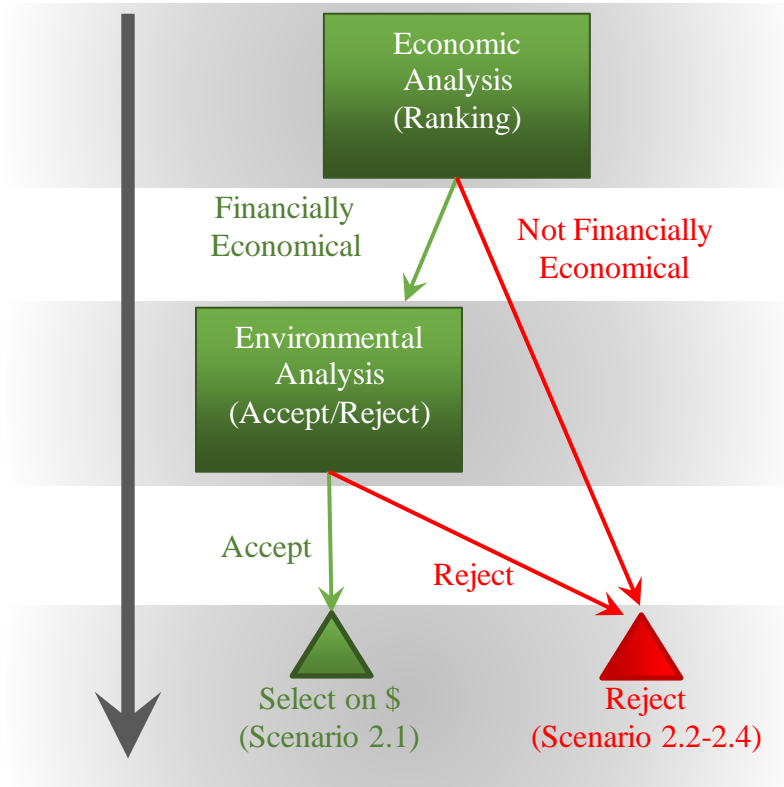 Economic
Analysis
(Ranking)
Financially
Economical
Not Financially
Economical
Environmental
Analysis
(Accept/Reject)
Accept
Reject
Select on $
(Scenario 2.1)
Reject
(Scenario 2.2-2.4)